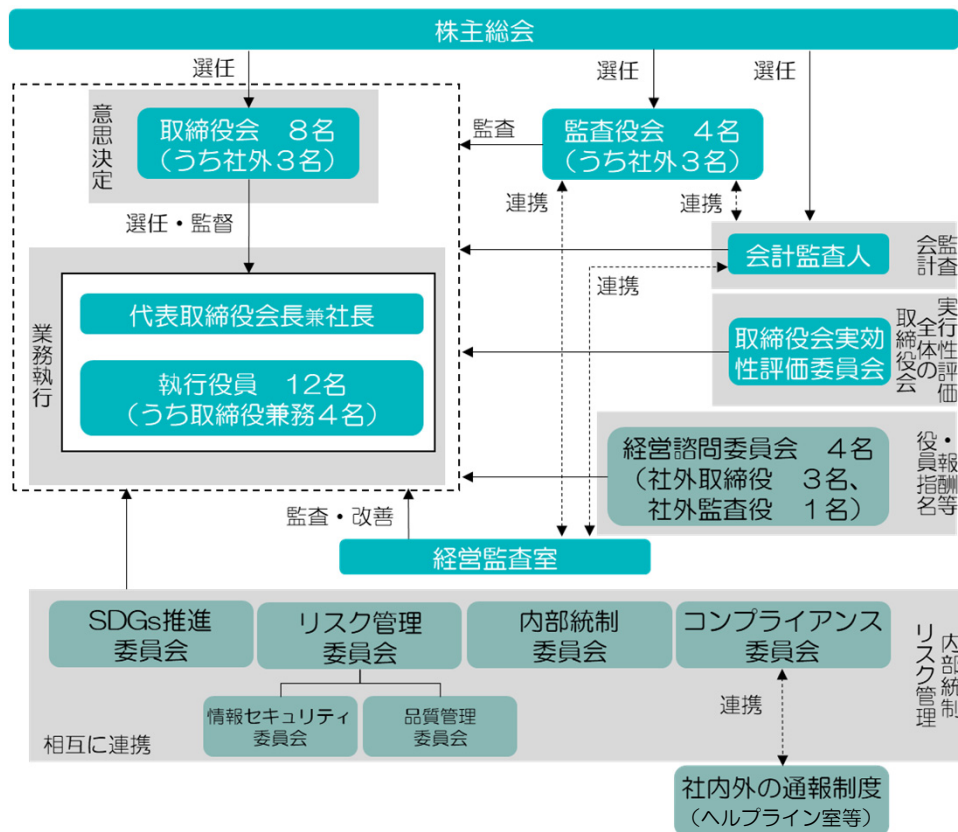 株主総会
選任
選任
選任
意思決定
取締役会 8名
（うち社外3名）
監査
監査役会 4名
（うち社外3名）
選任・監督
連携
連携
会計監査人
会計
監査
連携
業務執行
代表取締役会長兼社長
執行役員 12名
（うち取締役兼務4名）
取締役会実効
性評価委員会
取締役会
全体の
実行性評価
経営諮問委員会 4名
（社外取締役 3名、
社外監査役 1名）
役員指名
・報酬等
監査・改善
経営監査室
SDGs推進
委員会
リスク管理
委員会
内部統制
委員会
コンプライアンス
委員会
リスク管理
内部統制
情報セキュリティ
委員会
品質管理
委員会
連携
相互に連携
社内外の通報制度
（ヘルプライン室等）